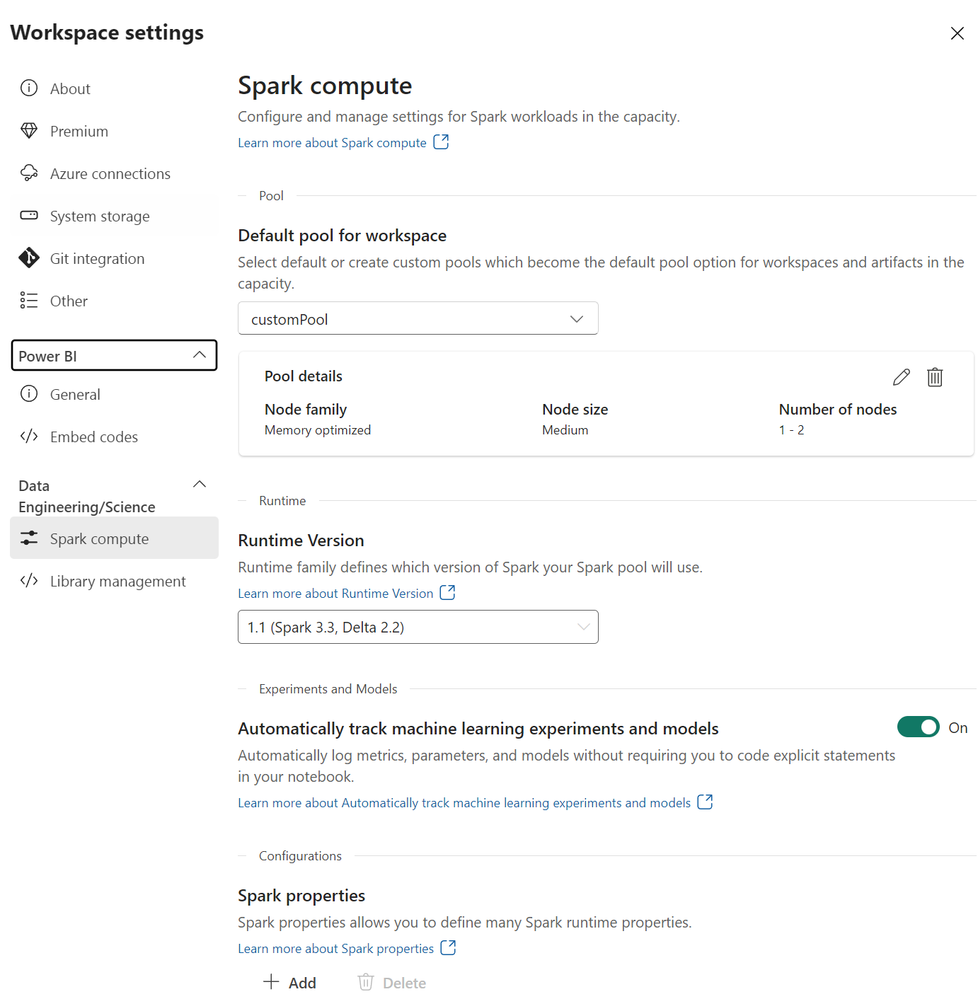 Workspace settings
About
Premium
Azure connections
System storage
Git integration
Other
Power BI
General
Embed codes
Data
Engineering/Science
Spark compute
Library management
Spark compute
Configure and manage settings for Spark workloads in the capacity.
Learn more about Spark compute
Pool
Default pool for workspace
Select default or create custom pools which become the default pool option for workspaces and artifacts in the
capacity.
customPool
Pool details
Node family Node size Number of nodes
Memory optimized Medium 1 - 2
Runtime
Runtime Version
Runtime family defines which version of Spark your Spark pool will use.
Learn more about Runtime Version
1.1 (Spark 3.3, Delta 2.2)
Experiments and Models
Automatically track machine learning experiments and models On
Automatically log metrics, parameters, and models without requiring you to code explicit statements
in your notebook.
Learn more about Automatically track machine learning experiments and models
Configurations
Spark properties
Spark properties allows you to define many Spark runtime properties.
Learn more about Spark properties
Add Delete